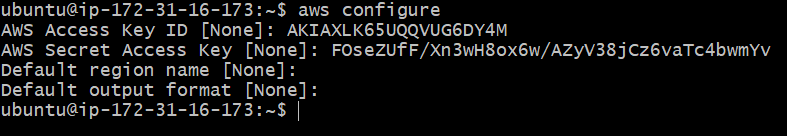 ubuntu@ip-172-31-16-173:~$ aws configure
AWS Access Key ID [None]: AKIAXLK65UQQVUG6DY4M
AWS Secret Access Key [None]: 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
Default region name [None]:
Default output format [None]:
ubuntu@ip-172-31-16-173:~$